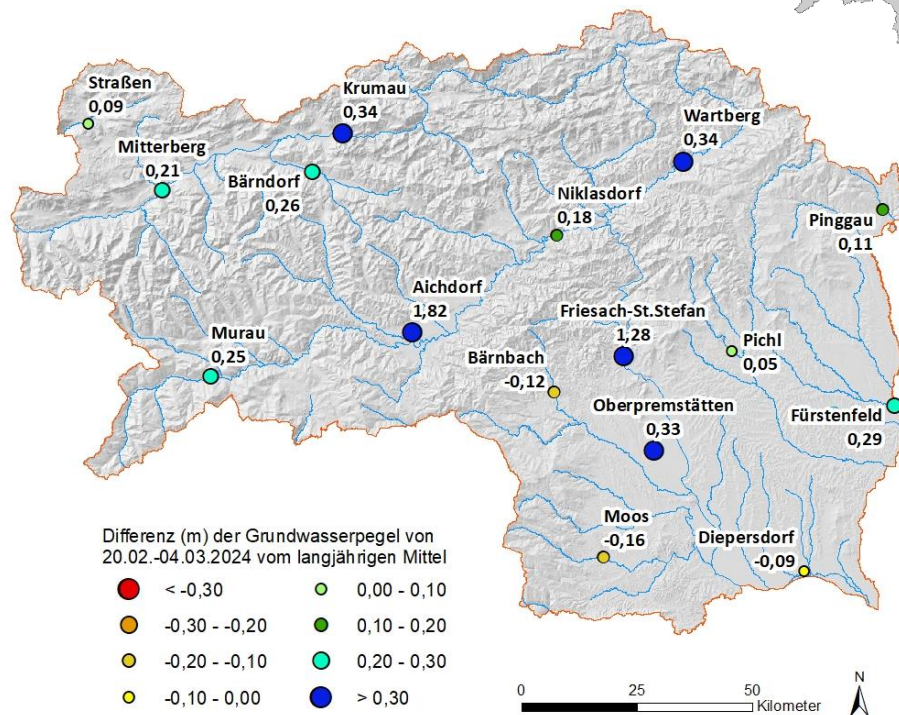 Straßen
0,09
Krumau
0,34
Wartberg
0,34
Mitterberg
0,21
Bärndorf
0,26
Niklasdorf
0,18
Pinggau
0,11
Aichdorf
1,82
Friesach-St.Stefan
1,28
Murau
0,25
Pichl
0,05
Bärnbach
-0,12
Oberpremstätten
0,33
Fürstenfeld
0,29
Moos
-0,16
Diepersdorf
-0,09
Differenz (m) der Grundwasserpegel von
20.02.-04.03.2024 vom langjährigen Mittel
< -0,30
-0,30 - -0,20
-0,20 - -0,10
-0,10 - 0,00
0,00 - 0,10
0,10 - 0,20
0,20 - 0,30
> 0,30
0 25 50
Kilometer
N